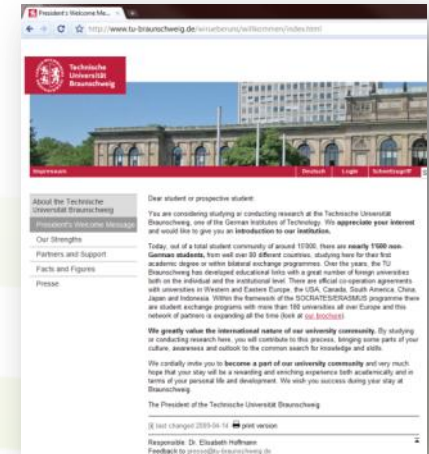 President's Welcome Me...
http://www.tu-braunschweig.de/wirueberuns/willkommen/index.html
Technische
Universität
Braunschweig
Impressum
Deutsch
Login
Schnellzugriff
About the Technische
Universität Braunschweig
President's Welcome Message
Our Strengths
Partners and Support
Facts and Figures
Presse
Dear student or prospective student:
You are considering studying or conducting research at the Technische Universität
Braunschweig, one of the German Institutes of Technology. We appreciate your interest
and would like to give you an introduction to our institution.
Today, out of a total student community of around 15'000, there are nearly 1'500 non-
German students, from well over 80 different countries, studying here for their first
academic degree or within bilateral exchange programmes. Over the years, the TU
Braunschweig has developed educational links with a great number of foreign universities
both on the individual and the institutional level. There are official co-operation agreements
with universities in Western and Eastern Europe, the USA, Canada, South America, China,
Japan and Indonesia. Within the framework of the SOCRATES/ERASMUS programme there
are student exchange programs with more than 100 universities all over Europe and this
network of partners is expanding all the time (look at our brochure).
We greatly value the international nature of our university community. By studying
or conducting research here, you will contribute to this process, bringing some parts of your
culture, awareness and outlook to the common search for knowledge and skills.
We cordially invite you to become a part of our university community and very much
hope that your stay will be a rewarding and enriching experience both academically and in
terms of your personal life and development. We wish you success during your stay at
Braunschweig.
The President of the Technische Universität Braunschweig
last changed 2009-04-14 print version
Responsible: Dr. Elisabeth Hoffmann
Feedback to presse@tu-braunschweig.de